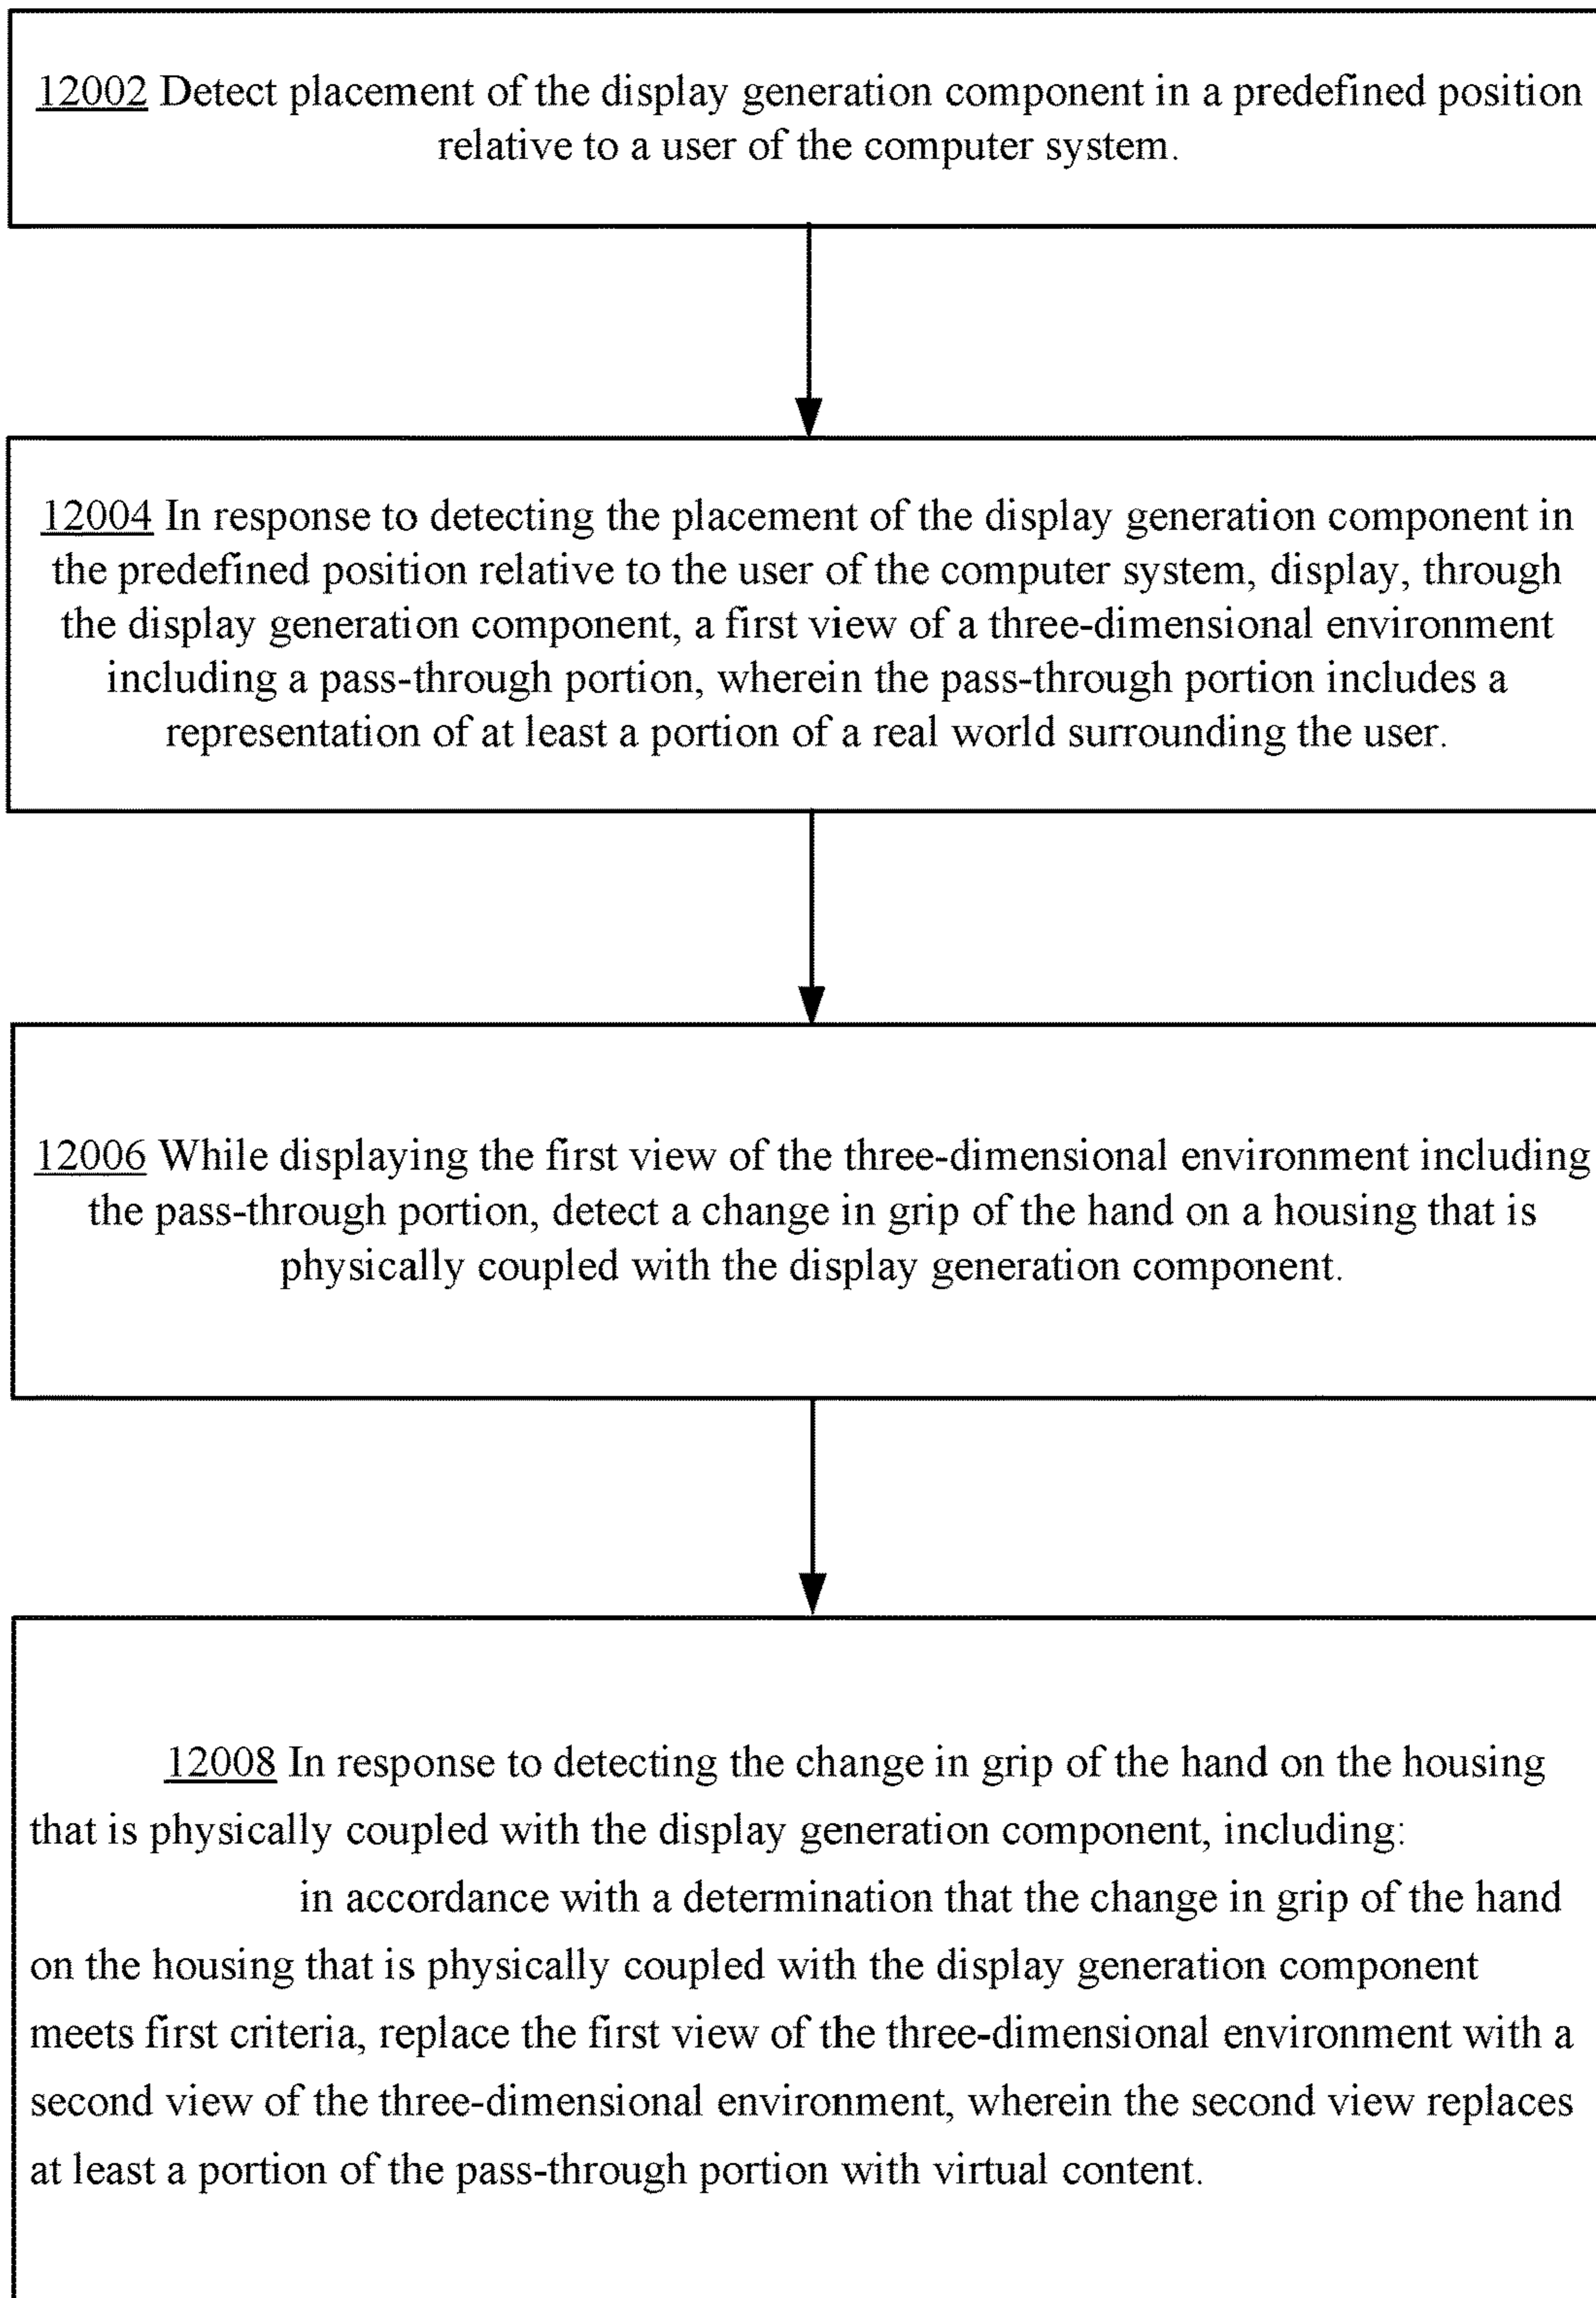 12002 Detect placement of the display generation component in a predefined position
relative to a user of the computer system.
12004 In response to detecting the placement of the display generation component in
the predefined position relative to the user of the computer system, display, through
the display generation component, a first view of a three-dimensional environment
including a pass-through portion, wherein the pass-through portion includes a
representation of at least a portion of a real world surrounding the user.
12006 While displaying the first view of the three-dimensional environment including
the pass-through portion, detect a change in grip of the hand on a housing that is
physically coupled with the display generation component.
12008 In response to detecting the change in grip of the hand on the housing
that is physically coupled with the display generation component, including:
in accordance with a determination that the change in grip of the hand
on the housing that is physically coupled with the display generation component
meets first criteria, replace the first view of the three-dimensional environment with a
second view of the three-dimensional environment, wherein the second view replaces
at least a portion of the pass-through portion with virtual content.